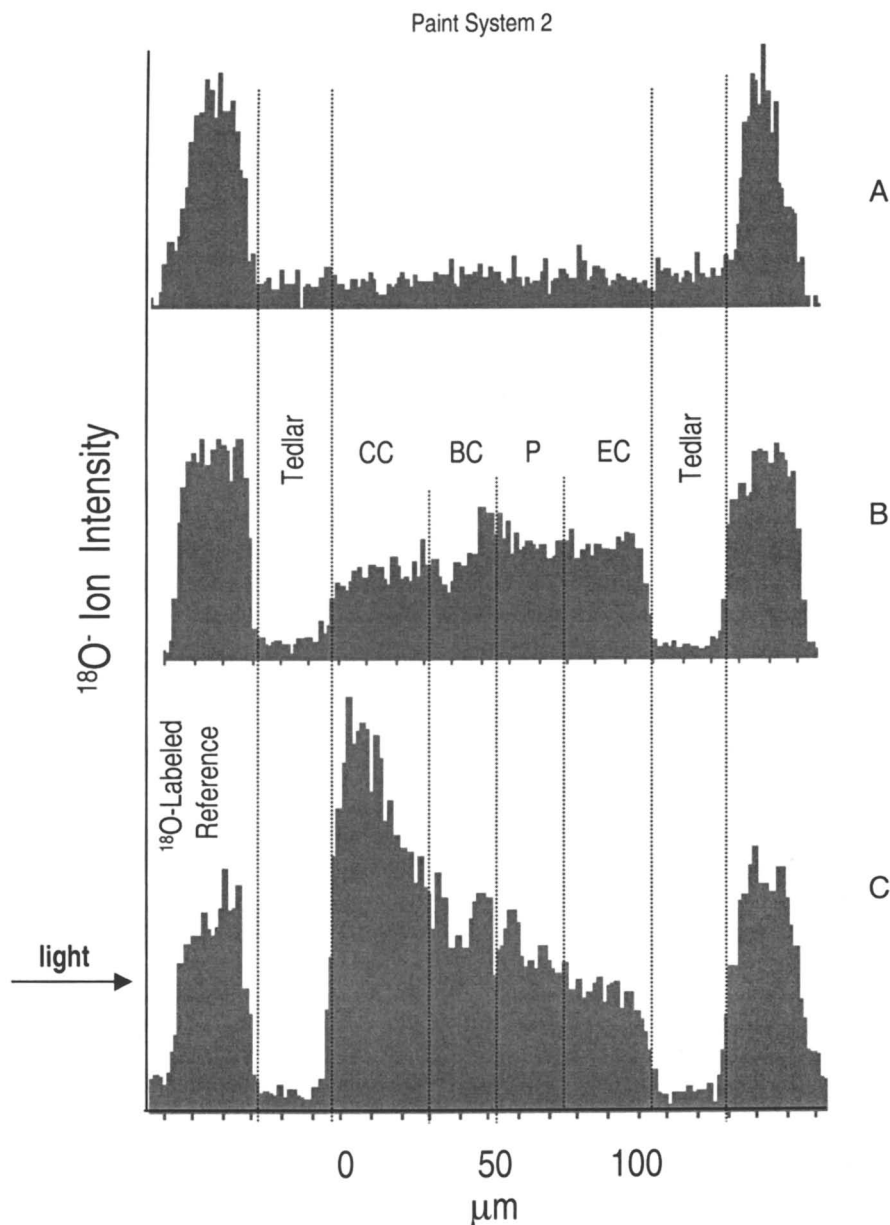 Paint System 2
A
Tedlar
CC
BC
P
EC
Tedlar
B
¹⁸O⁻ Ion Intensity
¹⁸O-Labeled
Reference
C
light
0 50 100
μm